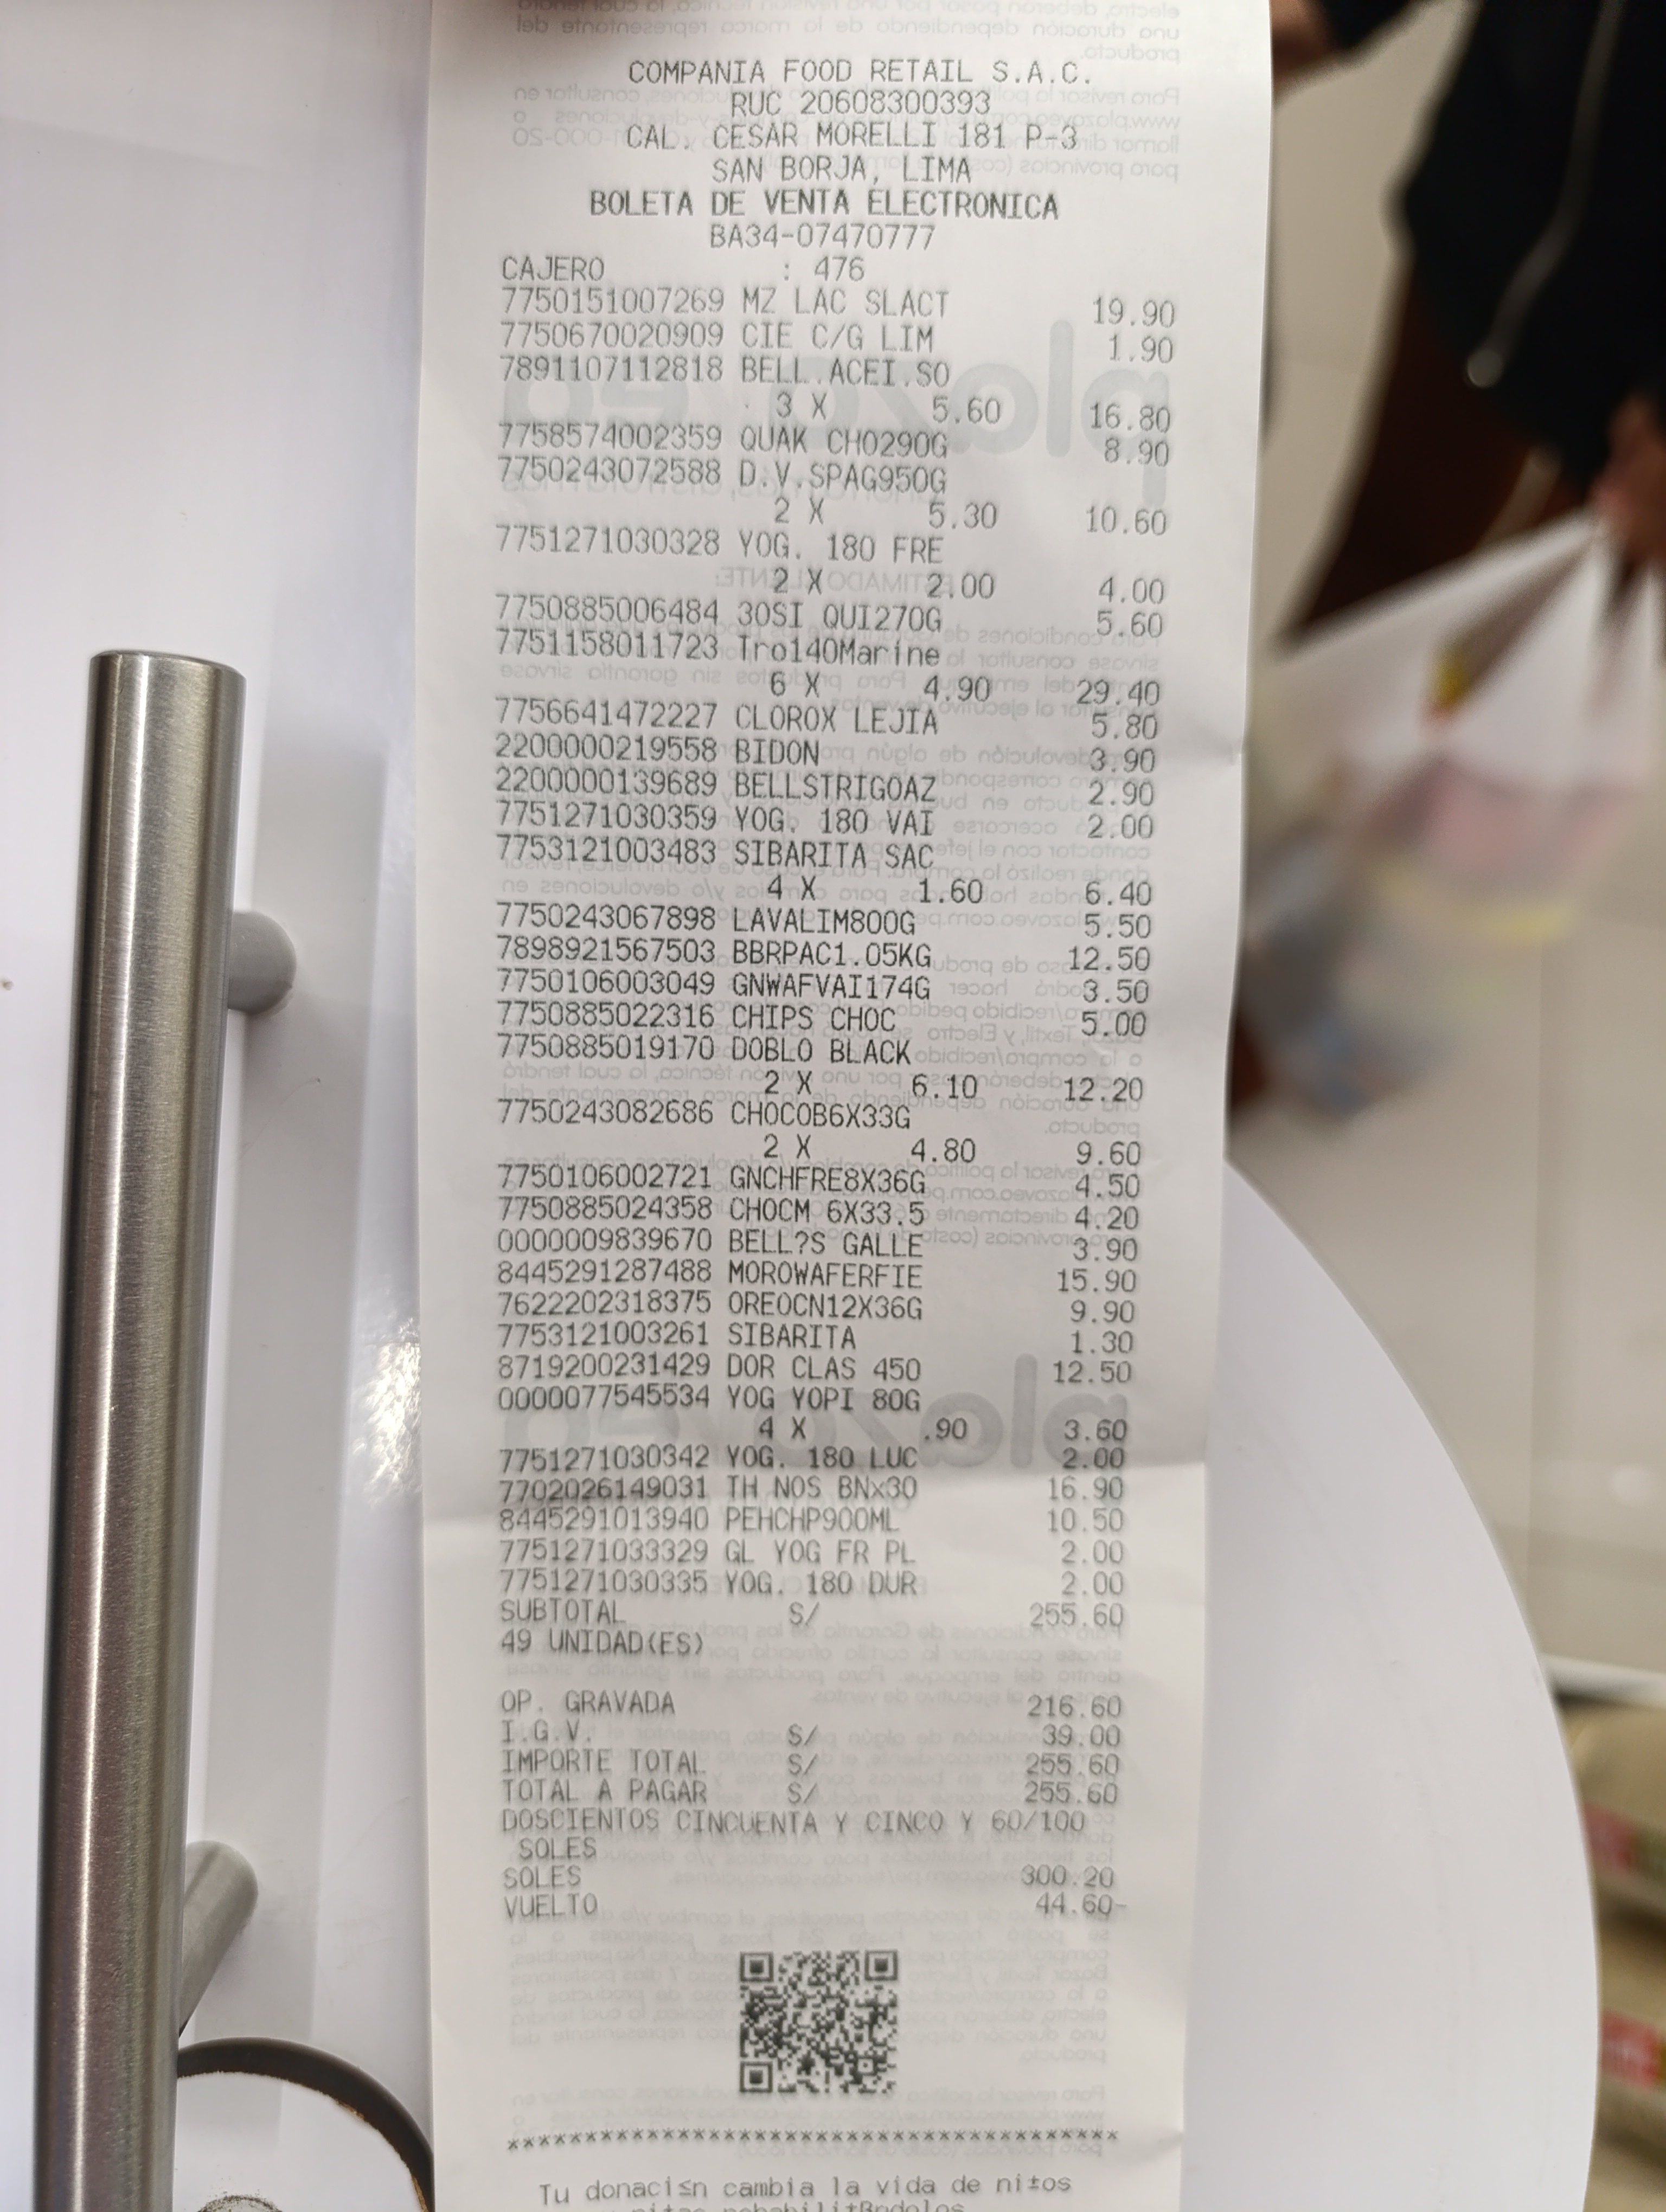 COMPANIA FOOD RETAIL S.A.C.
RUC 20608300393
CAL. CESAR MORELLI 181 P-3
SAN BORJA, LIMA
BOLETA DE VENTA ELECTRONICA
BA34-07470777
CAJERO : 476
7750151007269 MZ LAC SLACT 19.90
7750670020909 CIE C/G LIM 1.90
7891107112818 BELL.ACEI.SO
3 X 5.60 16.80
7758574002359 QUAK CHO290G 8.90
7750243072588 D.V.SPAG950G
2 X 5.30 10.60
7751271030328 YOG. 180 FRE
2 X 2.00 4.00
7750885006484 30SI QUI270G 5.60
7751158011723 Tro140Marine
6 X 4.90 29.40
7756641472227 CLOROX LEJIA 5.80
2200000219558 BIDON 3.90
2200000139689 BELLSTRIGOAZ 2.90
7751271030359 YOG. 180 VAI 2.00
7753121003483 SIBARITA SAC
4 X 1.60 6.40
7750243067898 LAVALIM800G 5.50
7898921567503 BBRPAC1.05KG 12.50
7750106003049 GNWAFVAI174G 3.50
7750885022316 CHIPS CHOC 5.00
7750885019170 DOBLO BLACK
2 X 6.10 12.20
7750243082686 CHOCOB6X33G
2 X 4.80 9.60
7750106002721 GNCHFRE8X36G 4.50
7750885024358 CHOCM 6X33.5 4.20
0000009839670 BELL?S GALLE 3.90
8445291287488 MOROWAFERFIE 15.90
7622202318375 OREOCN12X36G 9.90
7753121003261 SIBARITA 1.30
8719200231429 DOR CLAS 450 12.50
0000077545534 YOG YOPI 80G
4 X .90 3.60
7751271030342 YOG. 180 LUC 2.00
7702026149031 TH NOS BNx30 16.90
8445291013940 PEHCHP900ML 10.50
7751271033329 GL YOG FR PL 2.00
7751271030335 YOG. 180 DUR 2.00
SUBTOTAL S/ 255.60
49 UNIDAD(ES)
OP. GRAVADA 216.60
I.G.V. S/ 39.00
IMPORTE TOTAL S/ 255.60
TOTAL A PAGAR S/ 255.60
DOSCIENTOS CINCUENTA Y CINCO Y 60/100
SOLES
SOLES 300.20
VUELTO 44.60-
****************************************
Tu donaci≤n cambia la vida de ni±os